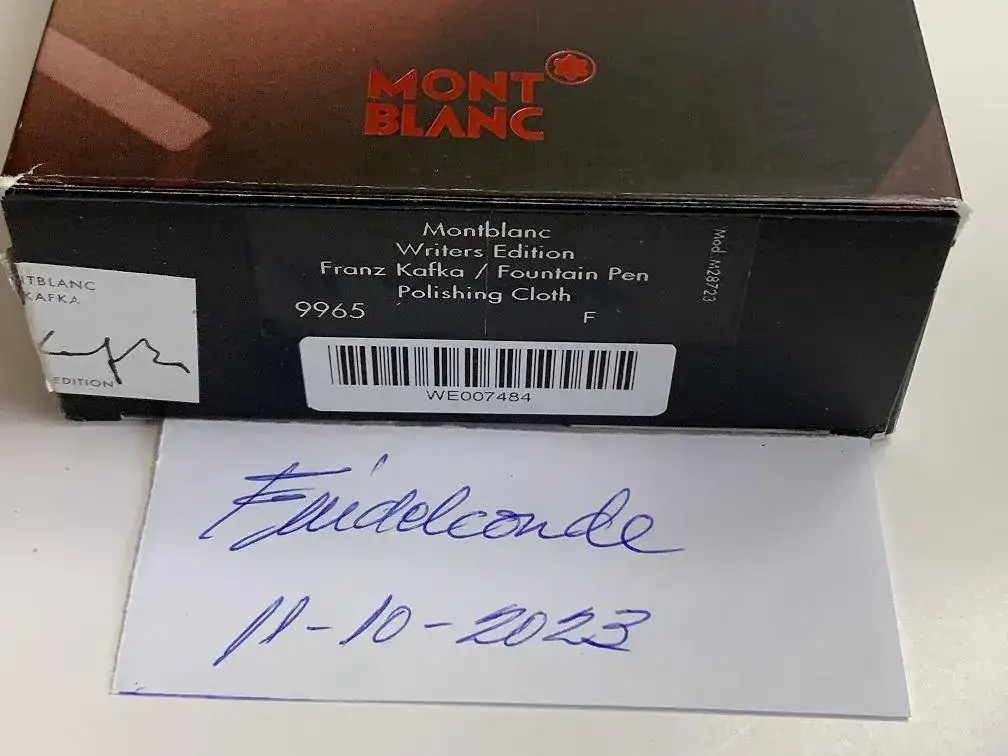 MONT
BLANC
Montblanc
Writers Edition
Franz Kafka / Fountain Pen
Polishing Cloth
9965
F
Mod. M28723
NTBLANC
KAFKA
EDITION
WE007484
11-10-2023